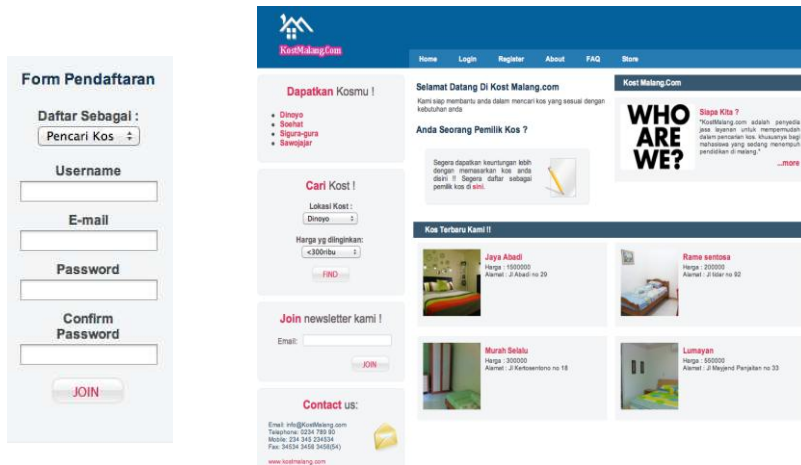 Form Pendaftaran
Daftar Sebagai :
Pencari Kos
Username
E-mail
Password
Confirm
Password
JOIN
KostMalang.Com
Home Login Register About FAQ Store
Dapatkan Kosmu !
Dinoyo
Soehat
Sigura-gura
Sawojajar
Cari Kost !
Lokasi Kost :
Dinoyo
Harga yg diinginkan:
<300ribu
FIND
Join newsletter kami !
Email:
JOIN
Contact us:
Email: info@KostMalang.com
Telephone: 0234 789 90
Mobile: 234 345 234534
Fax: 34534 3456 3456(54)
www.kostmalang.com
Selamat Datang Di Kost Malang.com
Kami siap membantu anda dalam mencari kos yang sesuai dengan
kebutuhan anda
Anda Seorang Pemilik Kos ?
Segera dapatkan keuntungan lebih
dengan memasarkan kos anda
disini !! Segera daftar sebagai
pemilik kos di sini.
Kost Malang.Com
WHO
ARE
WE?
Siapa Kita ?
"KostMalang.com adalah penyedia
jasa layanan untuk mempermudah
dalam pencarian kos. khususnya bagi
mahasiswa yang sedang menempuh
pendidikan di malang."
...more
Kos Terbaru Kami !!
Jaya Abadi
Harga : 1500000
Alamat : Jl Abadi no 29
Rame sentosa
Harga : 200000
Alamat : Jl tidar no 92
Murah Selalu
Harga : 300000
Alamat : Jl Kertosentono no 18
Lumayan
Harga : 550000
Alamat : Jl Mayjend Panjaitan no 33